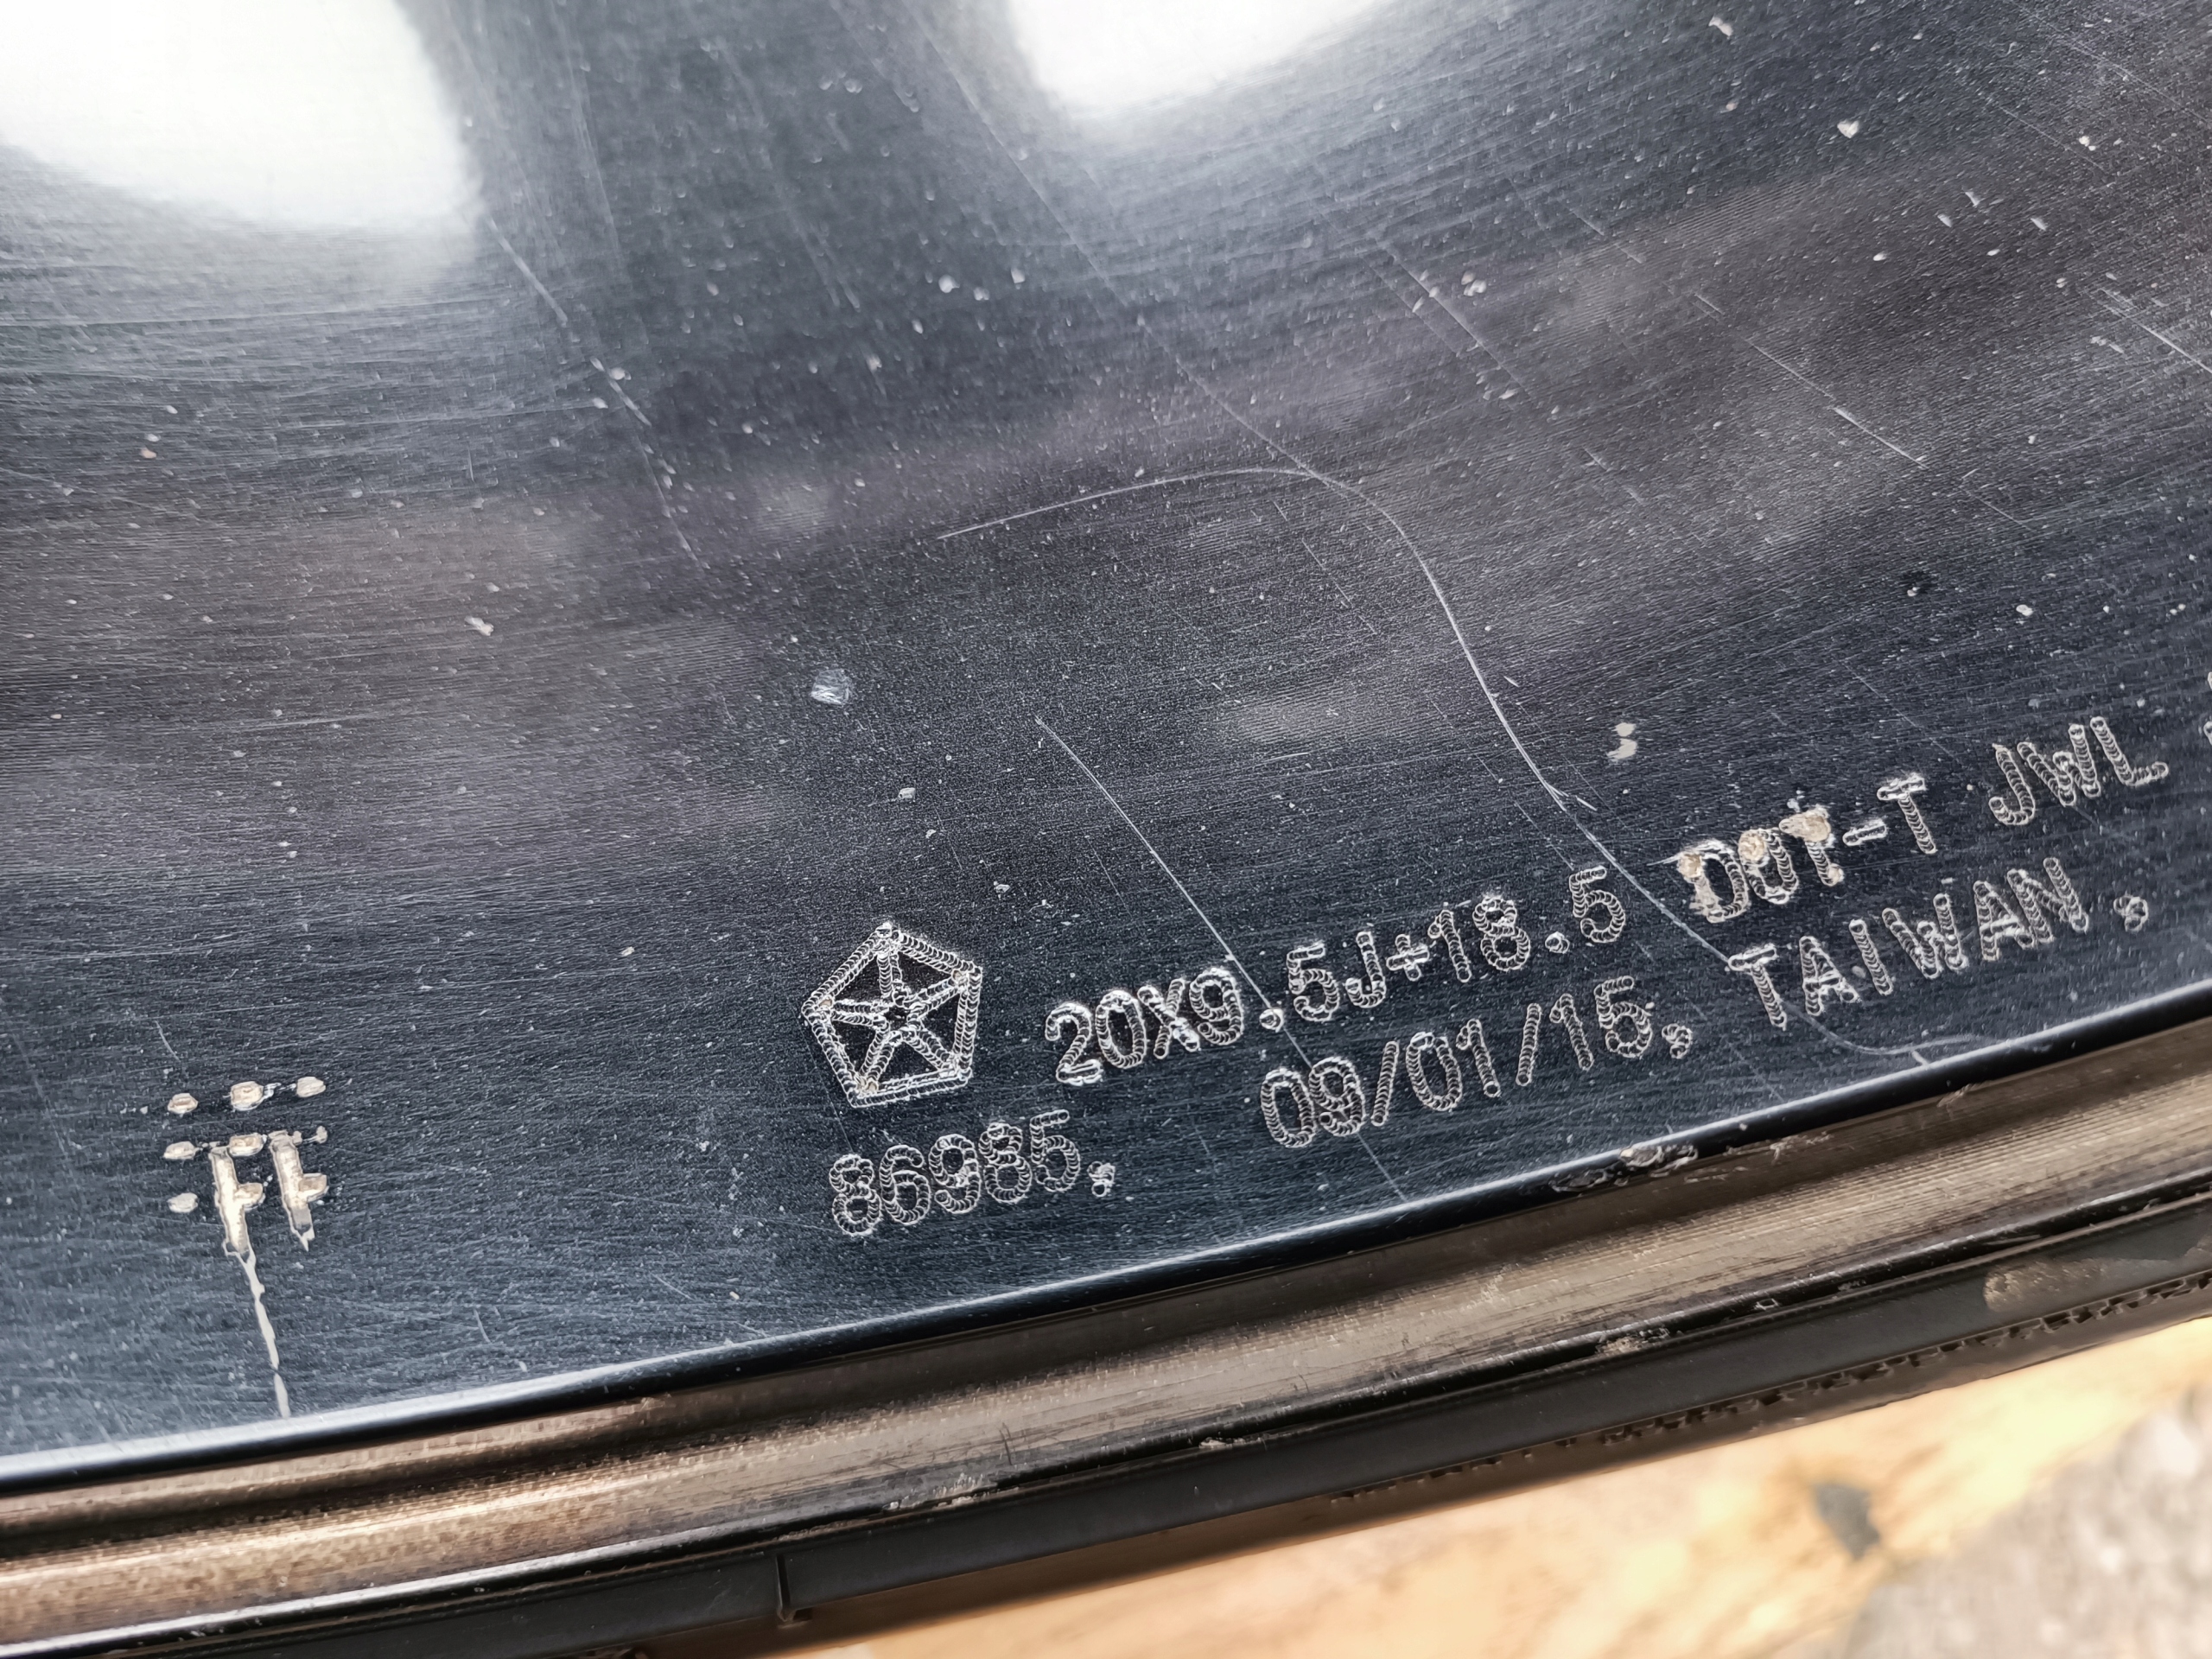 20X9.5J+18.5 DOT-T JWL
86985, 09/01/15, TAIWAN,
FF